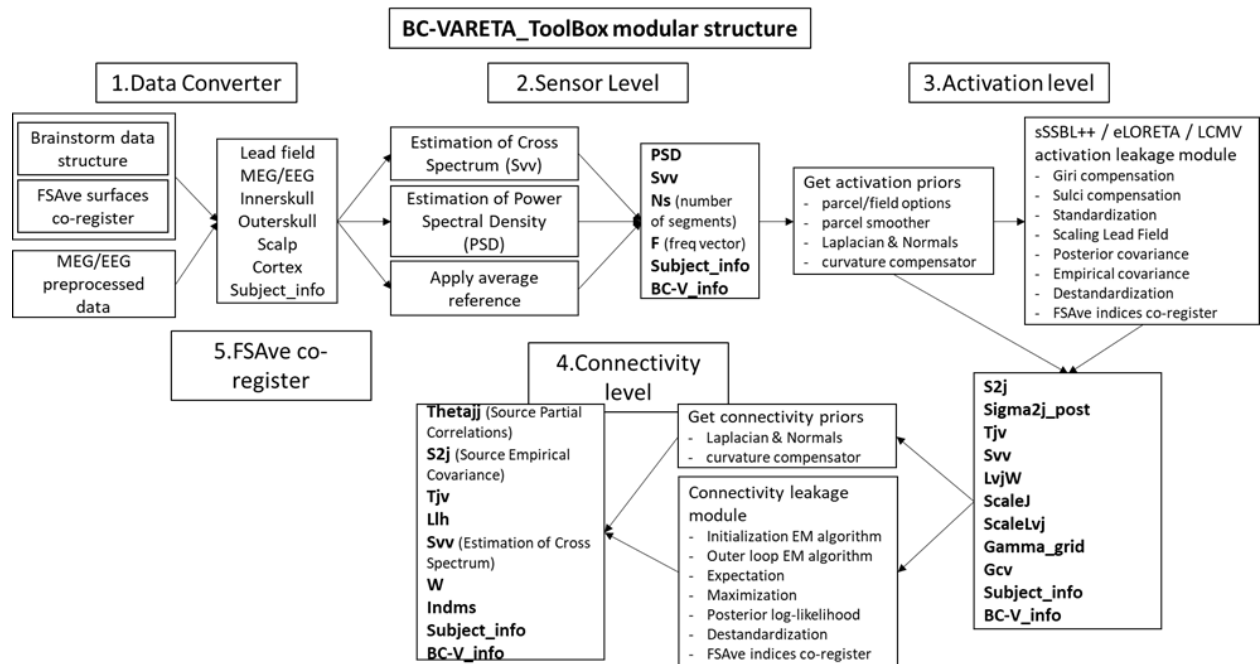 BC-VARETA_ToolBox modular structure
1.Data Converter
Brainstorm data
structure
FSAve surfaces
co-register
MEG/EEG
preprocessed
data
Lead field
MEG/EEG
Innerskull
Outerskull
Scalp
Cortex
Subject_info
2.Sensor Level
Estimation of Cross
Spectrum (Svv)
Estimation of Power
Spectral Density
(PSD)
Apply average
reference
PSD
Svv
Ns (number
of segments)
F (freq vector)
Subject_info
BC-V_info
3.Activation level
Get activation priors
- parcel/field options
- parcel smoother
- Laplacian & Normals
- curvature compensator
sSSBL++ / eLORETA / LCMV
activation leakage module
- Giri compensation
- Sulci compensation
- Standardization
- Scaling Lead Field
- Posterior covariance
- Empirical covariance
- Destandardization
- FSAve indices co-register
S2j
Sigma2j_post
Tjv
Svv
LvjW
ScaleJ
ScaleLvj
Gamma_grid
Gcv
Subject_info
BC-V_info
4.Connectivity
level
Get connectivity priors
- Laplacian & Normals
- curvature compensator
Connectivity leakage
module
- Initialization EM algorithm
- Outer loop EM algorithm
- Expectation
- Maximization
- Posterior log-likelihood
- Destandardization
- FSAve indices co-register
Thetajj (Source Partial
Correlations)
S2j (Source Empirical
Covariance)
Tjv
Llh
Svv (Estimation of Cross
Spectrum)
W
Indms
Subject_info
BC-V_info
5.FSAve co-
register